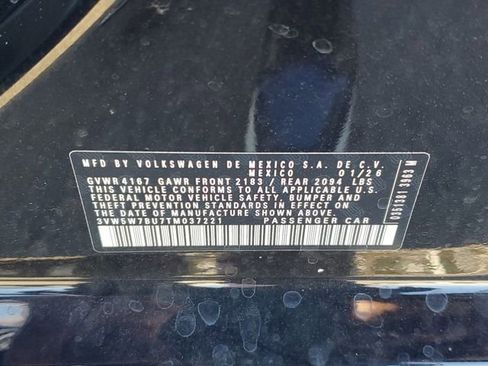 MFD BY VOLKSWAGEN DE MEXICO S.A. DE C.V.
MEXICO 01/26
GVWR 4167 GAWR FRONT 2183 / REAR 2094 LBS
THIS VEHICLE CONFORMS TO ALL APPLICABLE U.S.
FEDERAL MOTOR VEHICLE SAFETY, BUMPER AND
THEFT PREVENTION STANDARDS IN EFFECT ON
THE DATE OF MANUFACTURE SHOWN ABOVE.
3VW5W7BU7TM037221 PASSENGER CAR